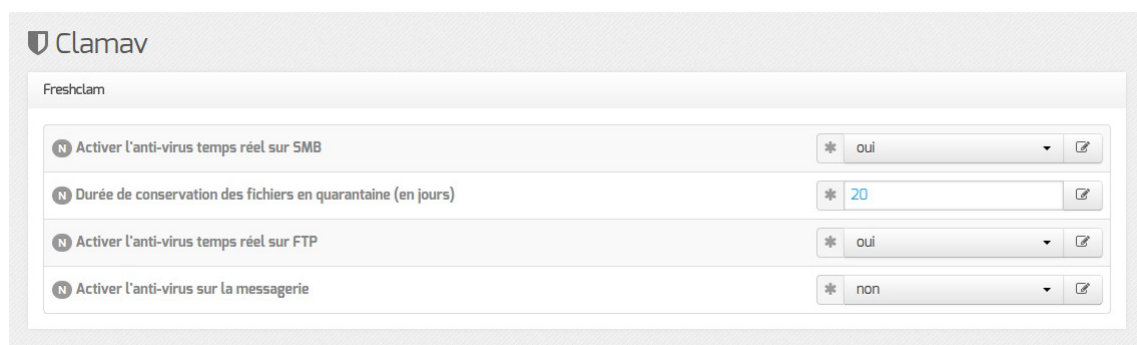 Clamav
Freshclam
N Activer l'anti-virus temps réel sur SMB * oui
N Durée de conservation des fichiers en quarantaine (en jours) * 20
N Activer l'anti-virus temps réel sur FTP * oui
N Activer l'anti-virus sur la messagerie * non